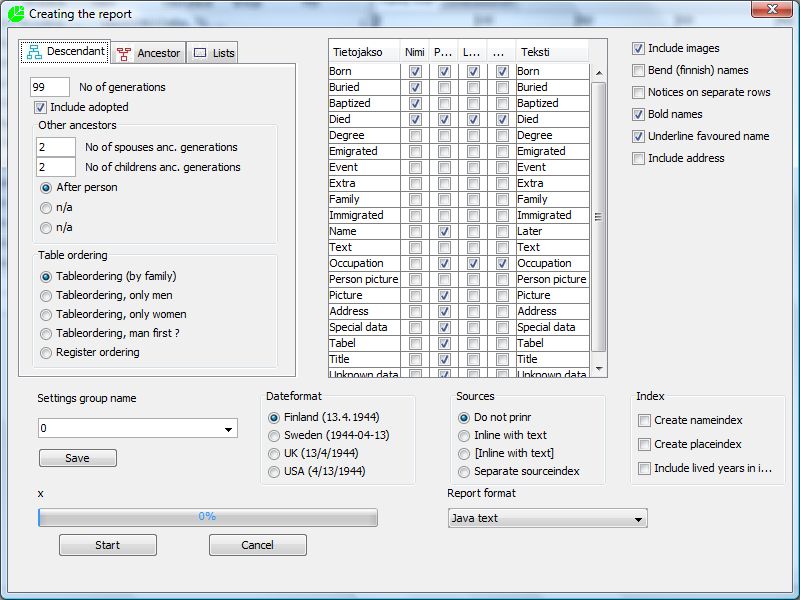 Creating the report
Descendant Ancestor Lists
99 No of generations
Include adopted
Other ancestors
2 No of spouses anc. generations
2 No of childrens anc. generations
After person
n/a
n/a
Table ordering
Tableordering (by family)
Tableordering, only men
Tableordering, only women
Tableordering, man first ?
Register ordering
Tietojakso Nimi P... L... ... Teksti
Born Born
Buried Buried
Baptized Baptized
Died Died
Degree Degree
Emigrated Emigrated
Event Event
Extra Extra
Family Family
Immigrated Immigrated
Name Later
Text Text
Occupation Occupation
Person picture Person picture
Picture Picture
Address Address
Special data Special data
Tabel Tabel
Title Title
Unknown data Unknown data
Include images
Bend (finnish) names
Notices on separate rows
Bold names
Underline favoured name
Include address
Settings group name
0
Save
Dateformat
Finland (13.4.1944)
Sweden (1944-04-13)
UK (13/4/1944)
USA (4/13/1944)
Sources
Do not prinr
Inline with text
[Inline with text]
Separate sourceindex
Index
Create nameindex
Create placeindex
Include lived years in i...
x
0%
Report format
Java text
Start Cancel